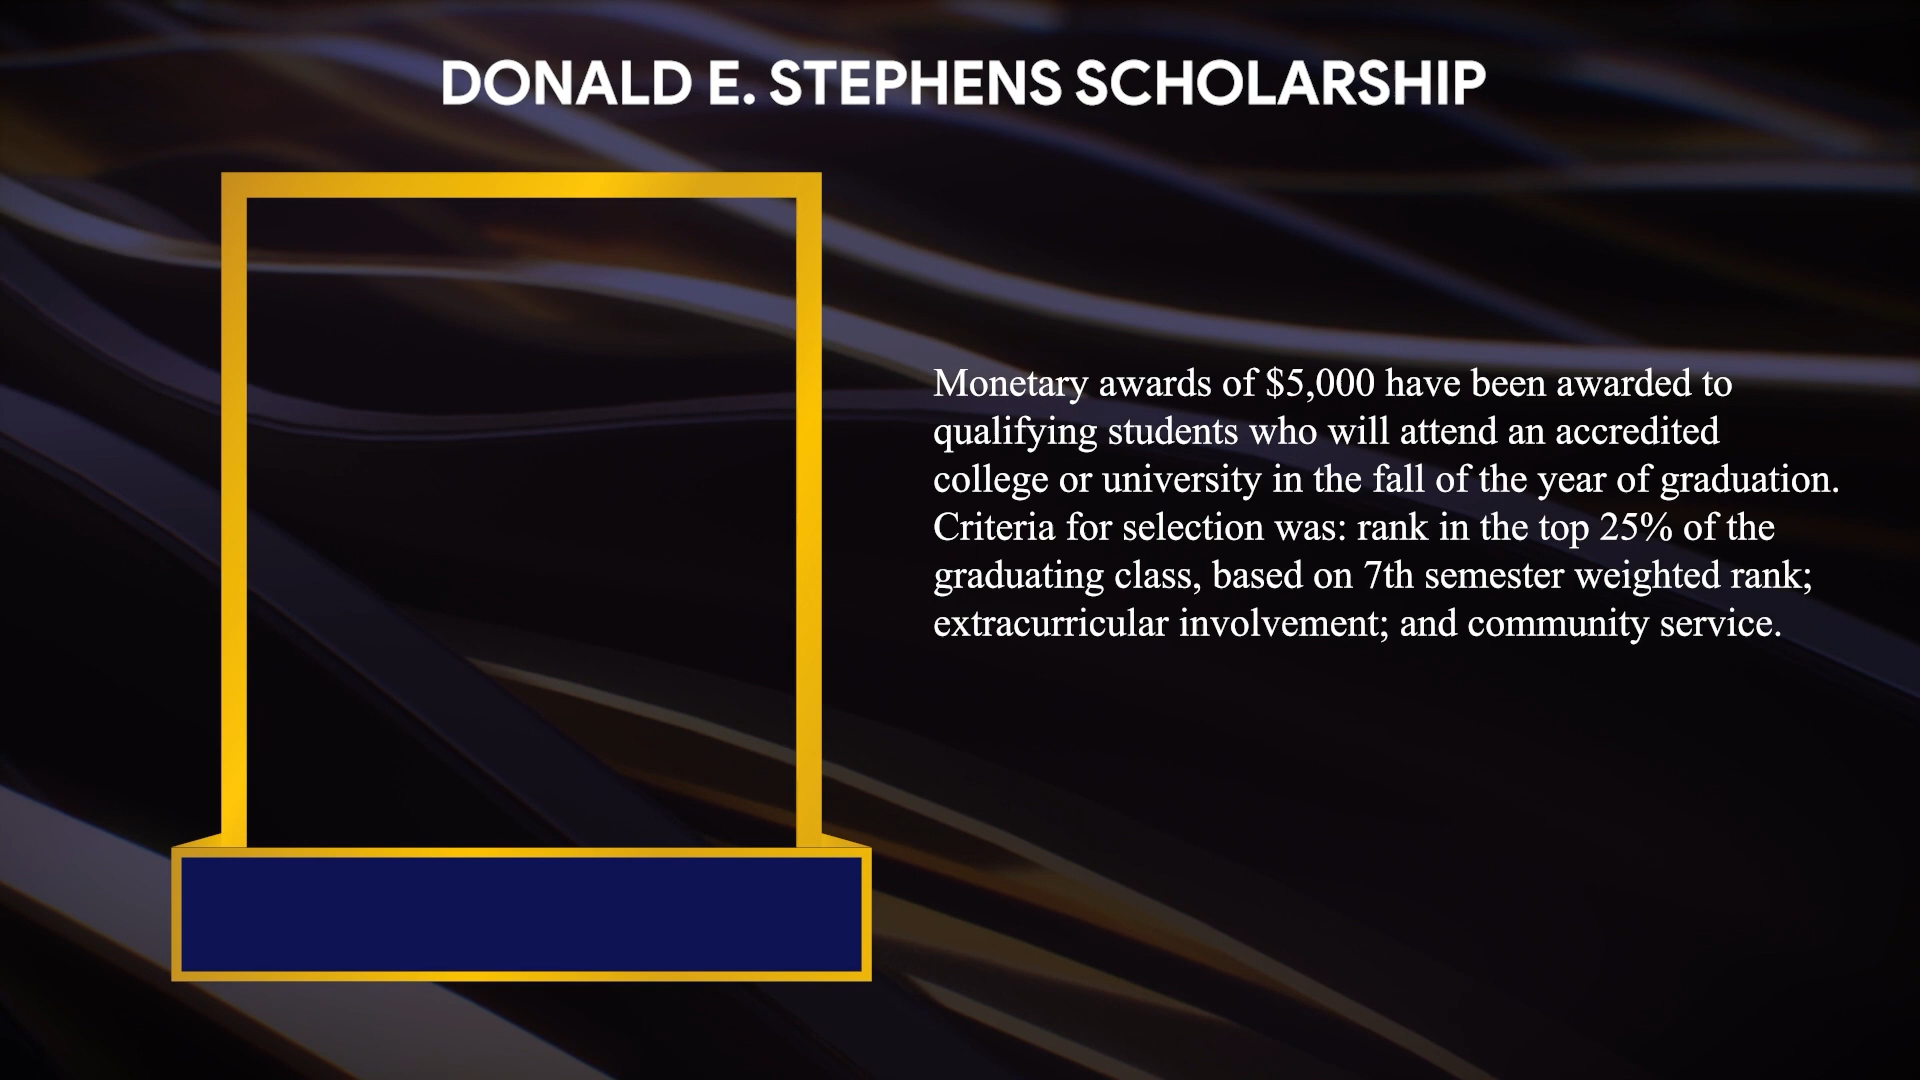 DONALD E. STEPHENS SCHOLARSHIP
Monetary awards of $5,000 have been awarded to
qualifying students who will attend an accredited
college or university in the fall of the year of graduation.
Criteria for selection was: rank in the top 25% of the
graduating class, based on 7th semester weighted rank;
extracurricular involvement; and community service.